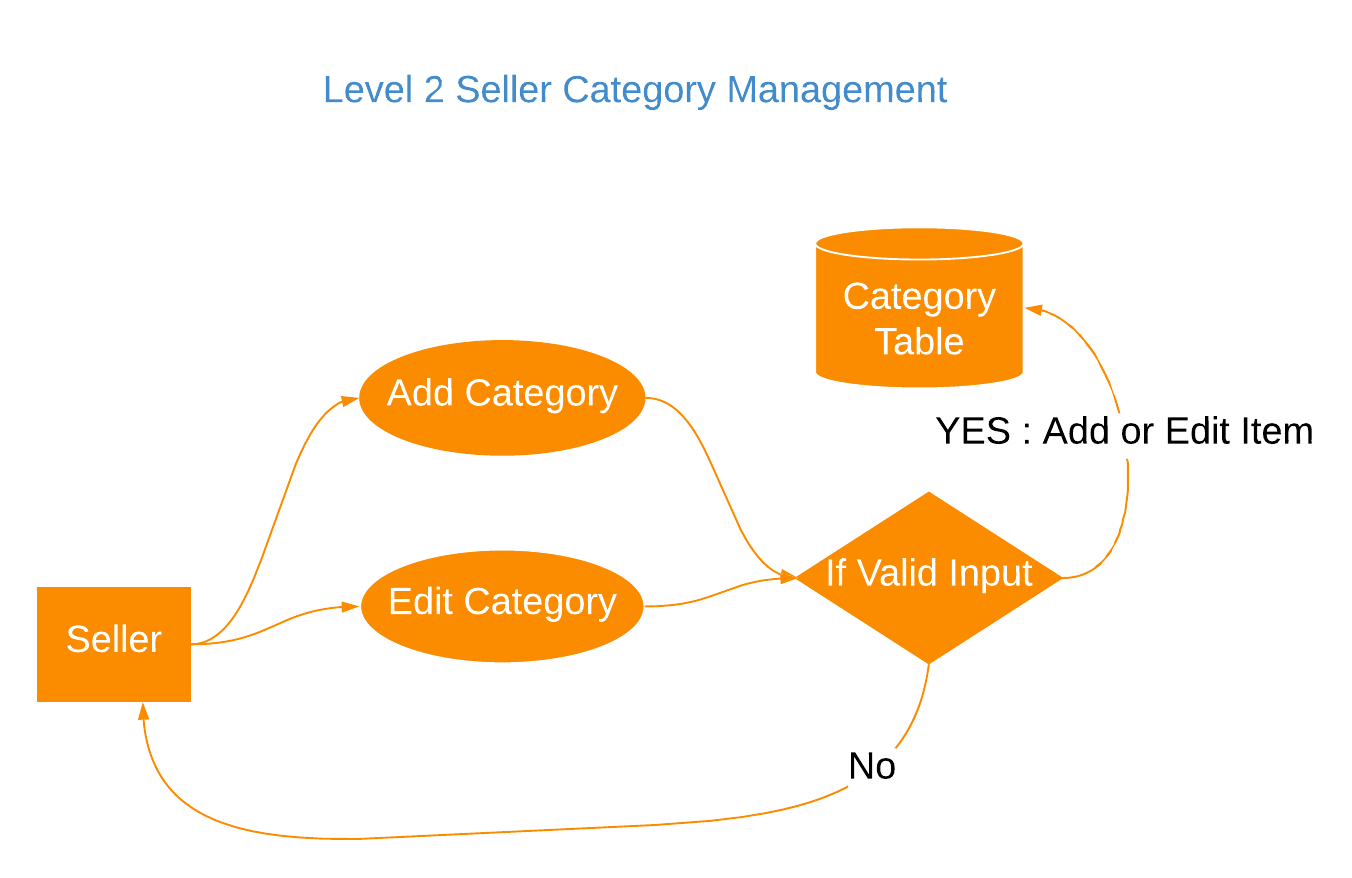 Level 2 Seller Category Management
Category
Table
Add Category
YES : Add or Edit Item
If Valid Input
Edit Category
Seller
No